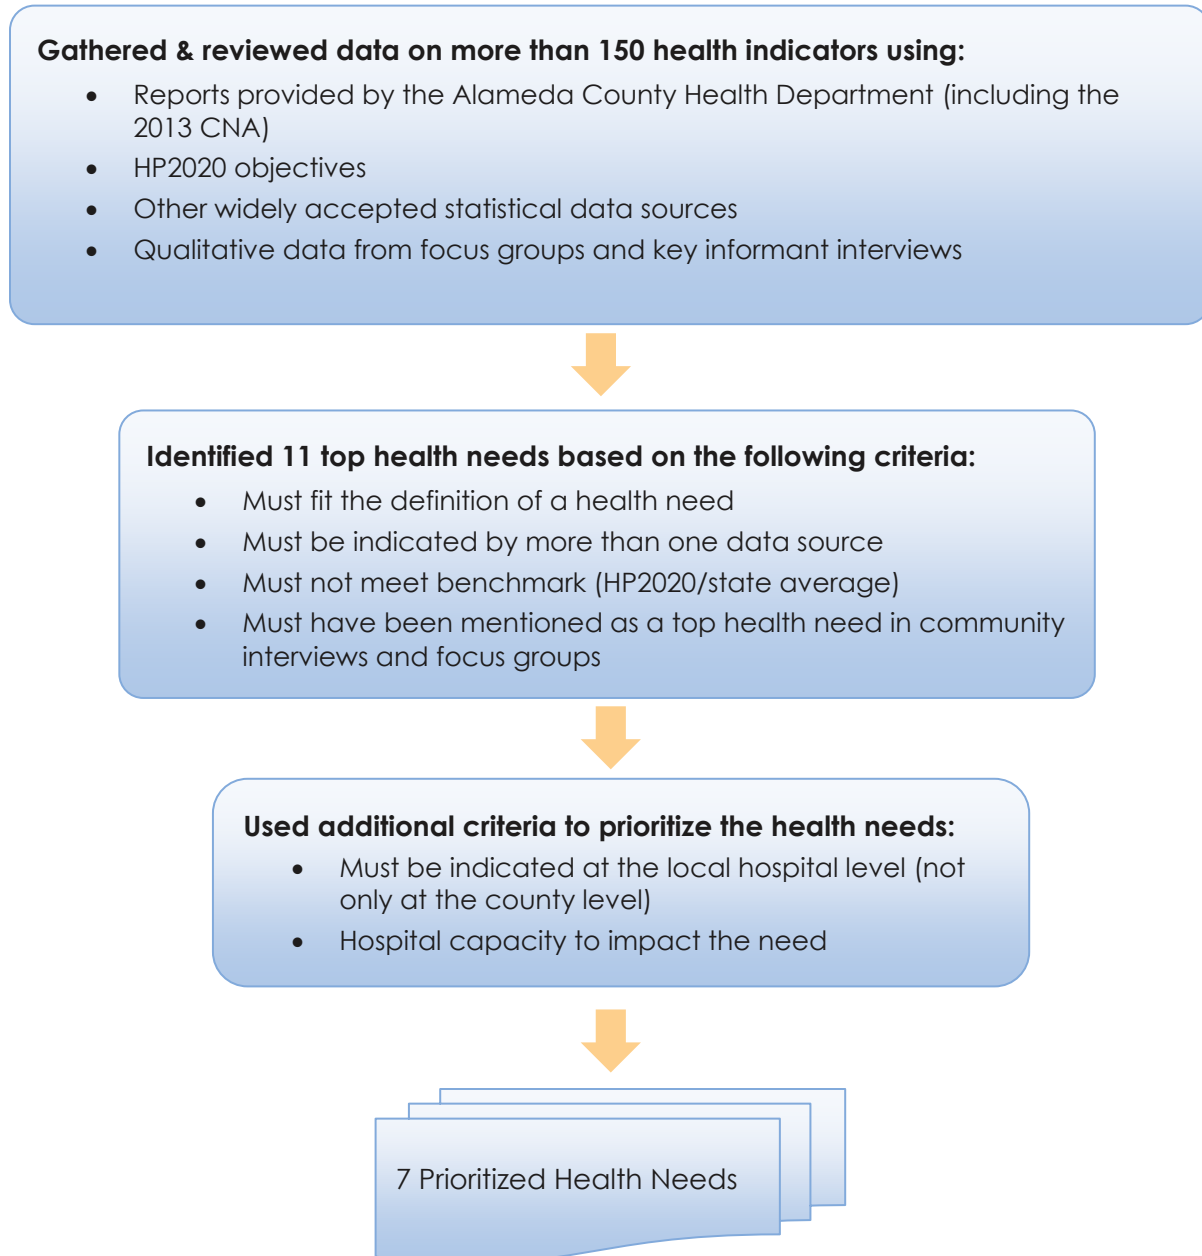 Gathered & reviewed data on more than 150 health indicators using:
• Reports provided by the Alameda County Health Department (including the
2013 CNA)
• HP2020 objectives
• Other widely accepted statistical data sources
• Qualitative data from focus groups and key informant interviews
Identified 11 top health needs based on the following criteria:
• Must fit the definition of a health need
• Must be indicated by more than one data source
• Must not meet benchmark (HP2020/state average)
• Must have been mentioned as a top health need in community
interviews and focus groups
Used additional criteria to prioritize the health needs:
• Must be indicated at the local hospital level (not
only at the county level)
• Hospital capacity to impact the need
7 Prioritized Health Needs